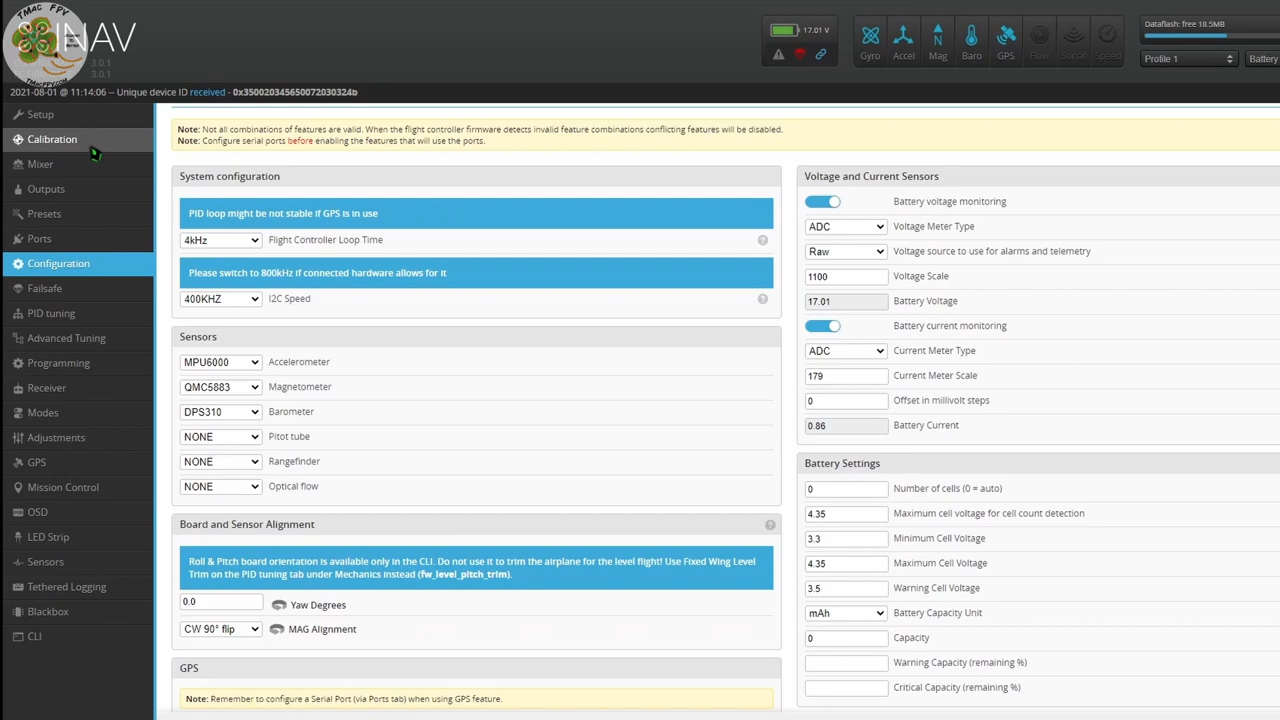 TMAC FPV
INAV
TMACFPV.COM
3.0.1
3.0.1
17.01 V
Gyro
Accel
Mag
Baro
GPS
Flow
Sonar
Speed
Dataflash: free 18.5MB
Profile 1
Battery
2021-08-01 @ 11:14:06 -- Unique device ID received - 0x350020345650072030324b
Setup
Calibration
Mixer
Outputs
Presets
Ports
Configuration
Failsafe
PID tuning
Advanced Tuning
Programming
Receiver
Modes
Adjustments
GPS
Mission Control
OSD
LED Strip
Sensors
Tethered Logging
Blackbox
CLI
Note: Not all combinations of features are valid. When the flight controller firmware detects invalid feature combinations conflicting features will be disabled.
Note: Configure serial ports before enabling the features that will use the ports.
System configuration
PID loop might be not stable if GPS is in use
4kHz Flight Controller Loop Time ?
Please switch to 800kHz if connected hardware allows for it
400KHZ I2C Speed ?
Sensors
MPU6000 Accelerometer
QMC5883 Magnetometer
DPS310 Barometer
NONE Pitot tube
NONE Rangefinder
NONE Optical flow
Board and Sensor Alignment ?
Roll & Pitch board orientation is available only in the CLI. Do not use it to trim the airplane for the level flight! Use Fixed Wing Level
Trim on the PID tuning tab under Mechanics instead (fw_level_pitch_trim).
0.0 Yaw Degrees
CW 90° flip MAG Alignment
GPS
Note: Remember to configure a Serial Port (via Ports tab) when using GPS feature.
Voltage and Current Sensors
Battery voltage monitoring
ADC Voltage Meter Type
Raw Voltage source to use for alarms and telemetry
1100 Voltage Scale
17.01 Battery Voltage
Battery current monitoring
ADC Current Meter Type
179 Current Meter Scale
0 Offset in millivolt steps
0.86 Battery Current
Battery Settings
0 Number of cells (0 = auto)
4.35 Maximum cell voltage for cell count detection
3.3 Minimum Cell Voltage
4.35 Maximum Cell Voltage
3.5 Warning Cell Voltage
mAh Battery Capacity Unit
0 Capacity
Warning Capacity (remaining %)
Critical Capacity (remaining %)